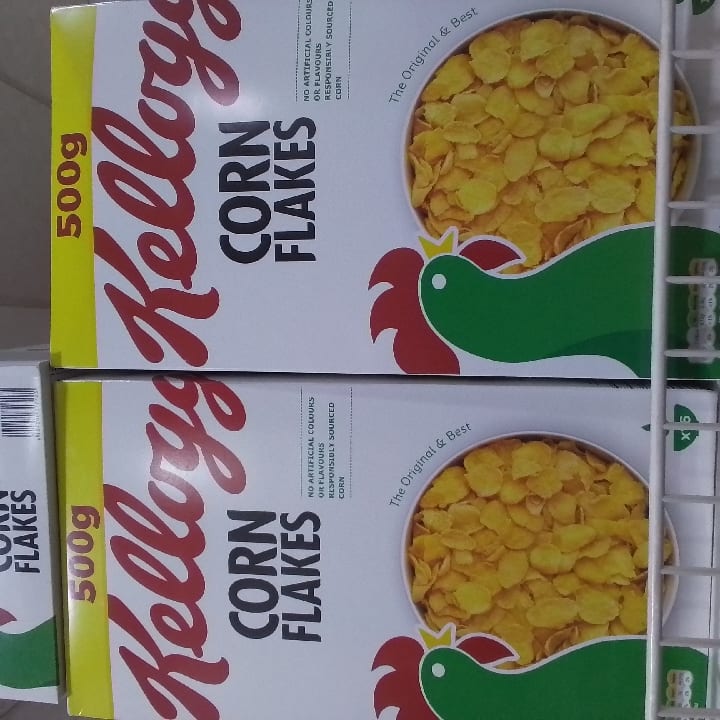 500g
Kellogg
CORN
FLAKES
NO ARTIFICIAL COLOURS
OR FLAVOURS
RESPONSIBLY SOURCED
CORN
The Original & Best
500g
Kellogg
CORN
FLAKES
NO ARTIFICIAL COLOURS
OR FLAVOURS
RESPONSIBLY SOURCED
CORN
The Original & Best
x15
CORN
FLAKES